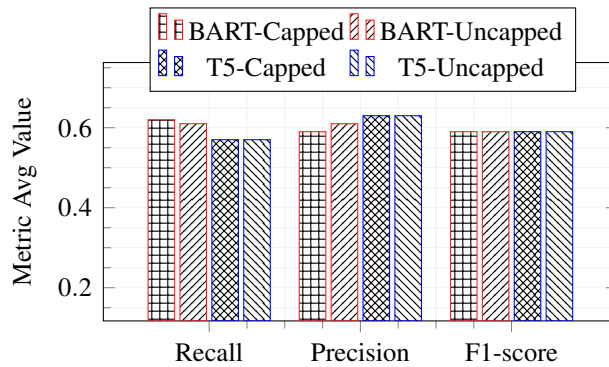 BART-Capped BART-Uncapped
T5-Capped T5-Uncapped
Metric Avg Value
0.6
0.4
0.2
Recall Precision F1-score